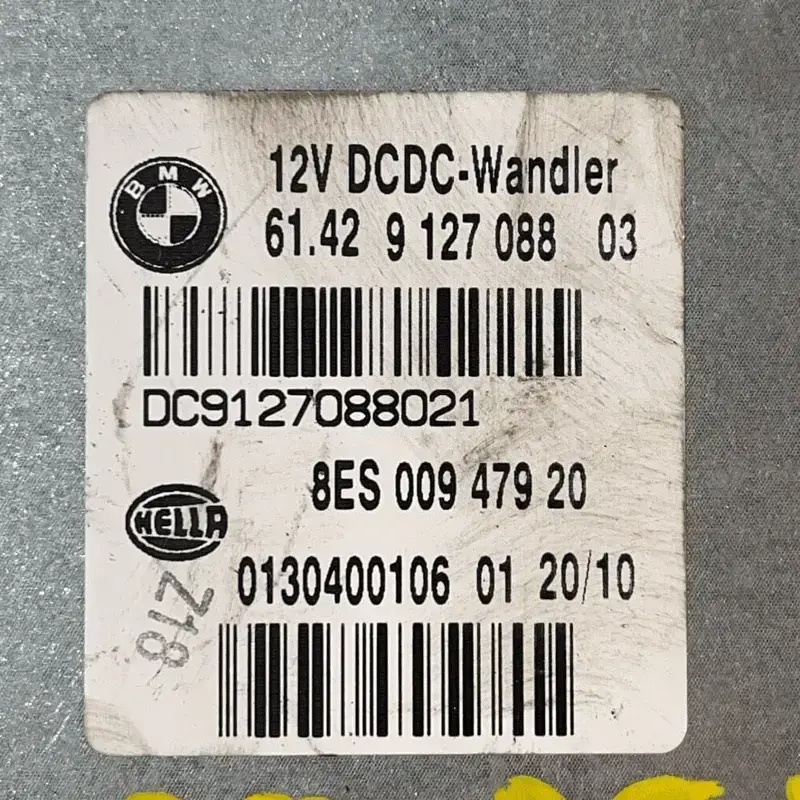 BMW
12V DCDC-Wandler
61.42 9 127 088 03
DC9127088021
8ES 009 479 20
HELLA
0130400106 01 20/10
218